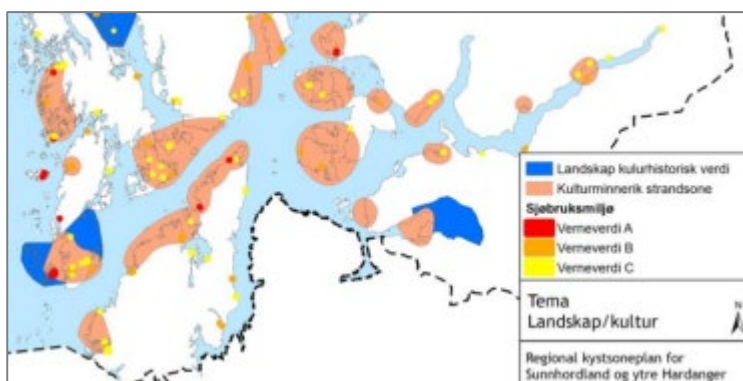 Landskap kulurhistorisk verdi
Kulturminnerik strandsone
Sjøbruksmiljø
Verneverdi A
Verneverdi B
Verneverdi C
Tema
Landskap/kultur
N
Regional kystsoneplan for
Sunnhordland og ytre Hardanger